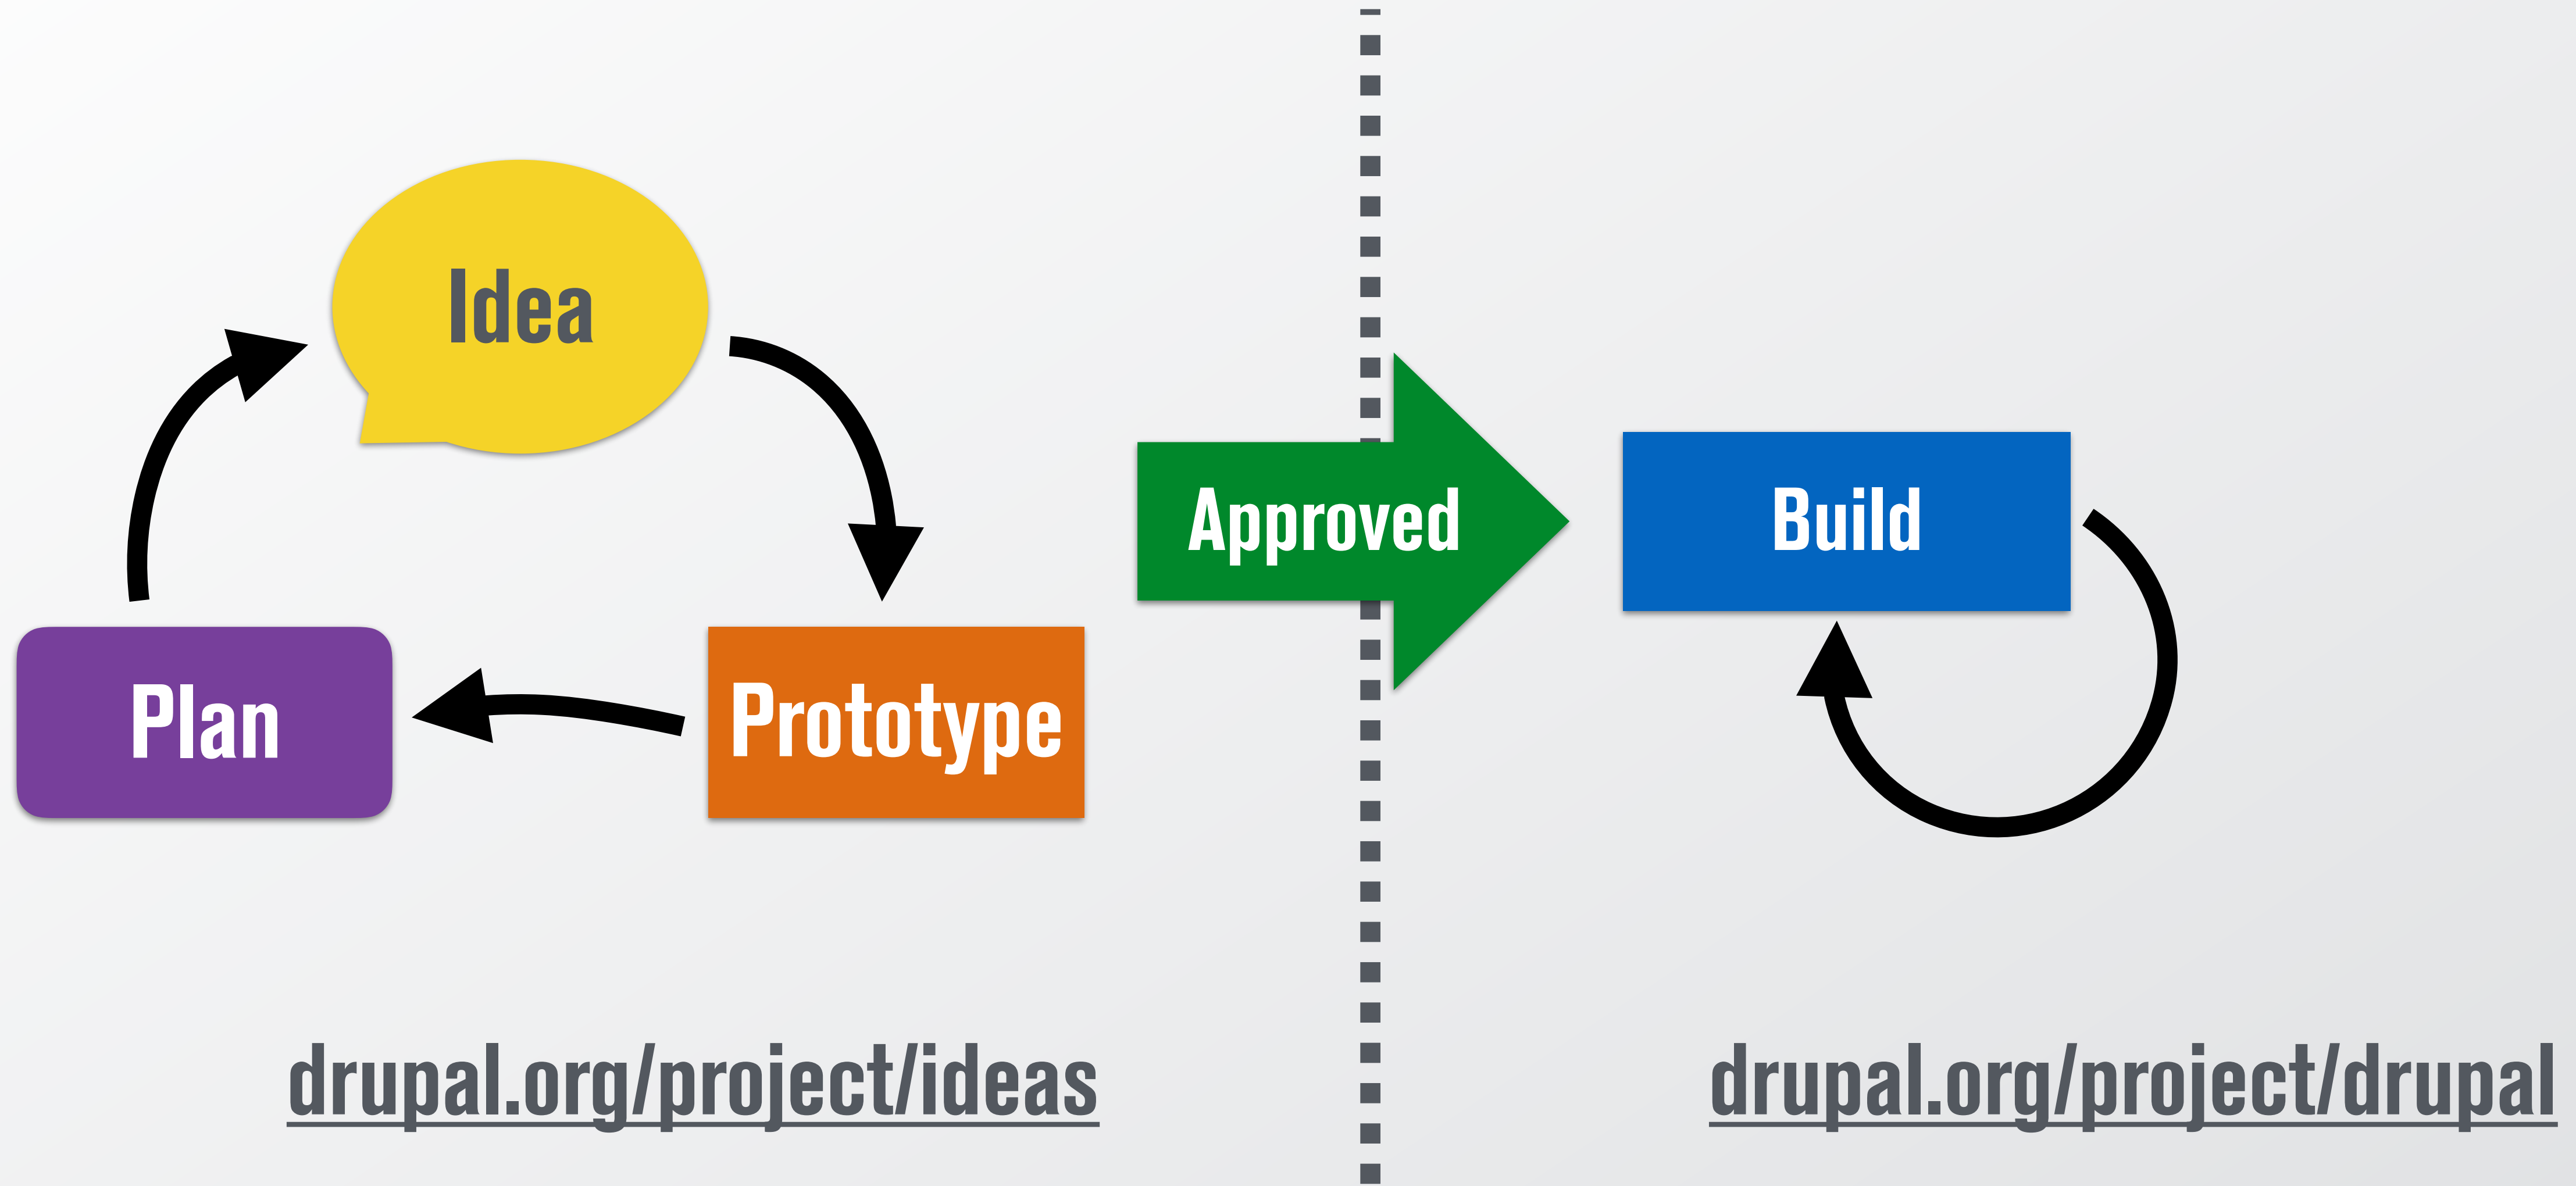 Idea
Plan
Prototype
Approved
Build
drupal.org/project/ideas
drupal.org/project/drupal